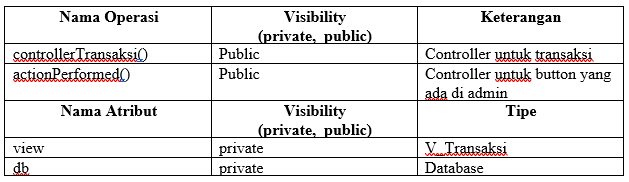 Nama Operasi Visibility Keterangan
(private, public)
controllerTransaksi() Public Controller untuk transaksi
actionPerformed() Public Controller untuk button yang
ada di admin
Nama Atribut Visibility Tipe
(private, public)
view private V_Transaksi
db private Database